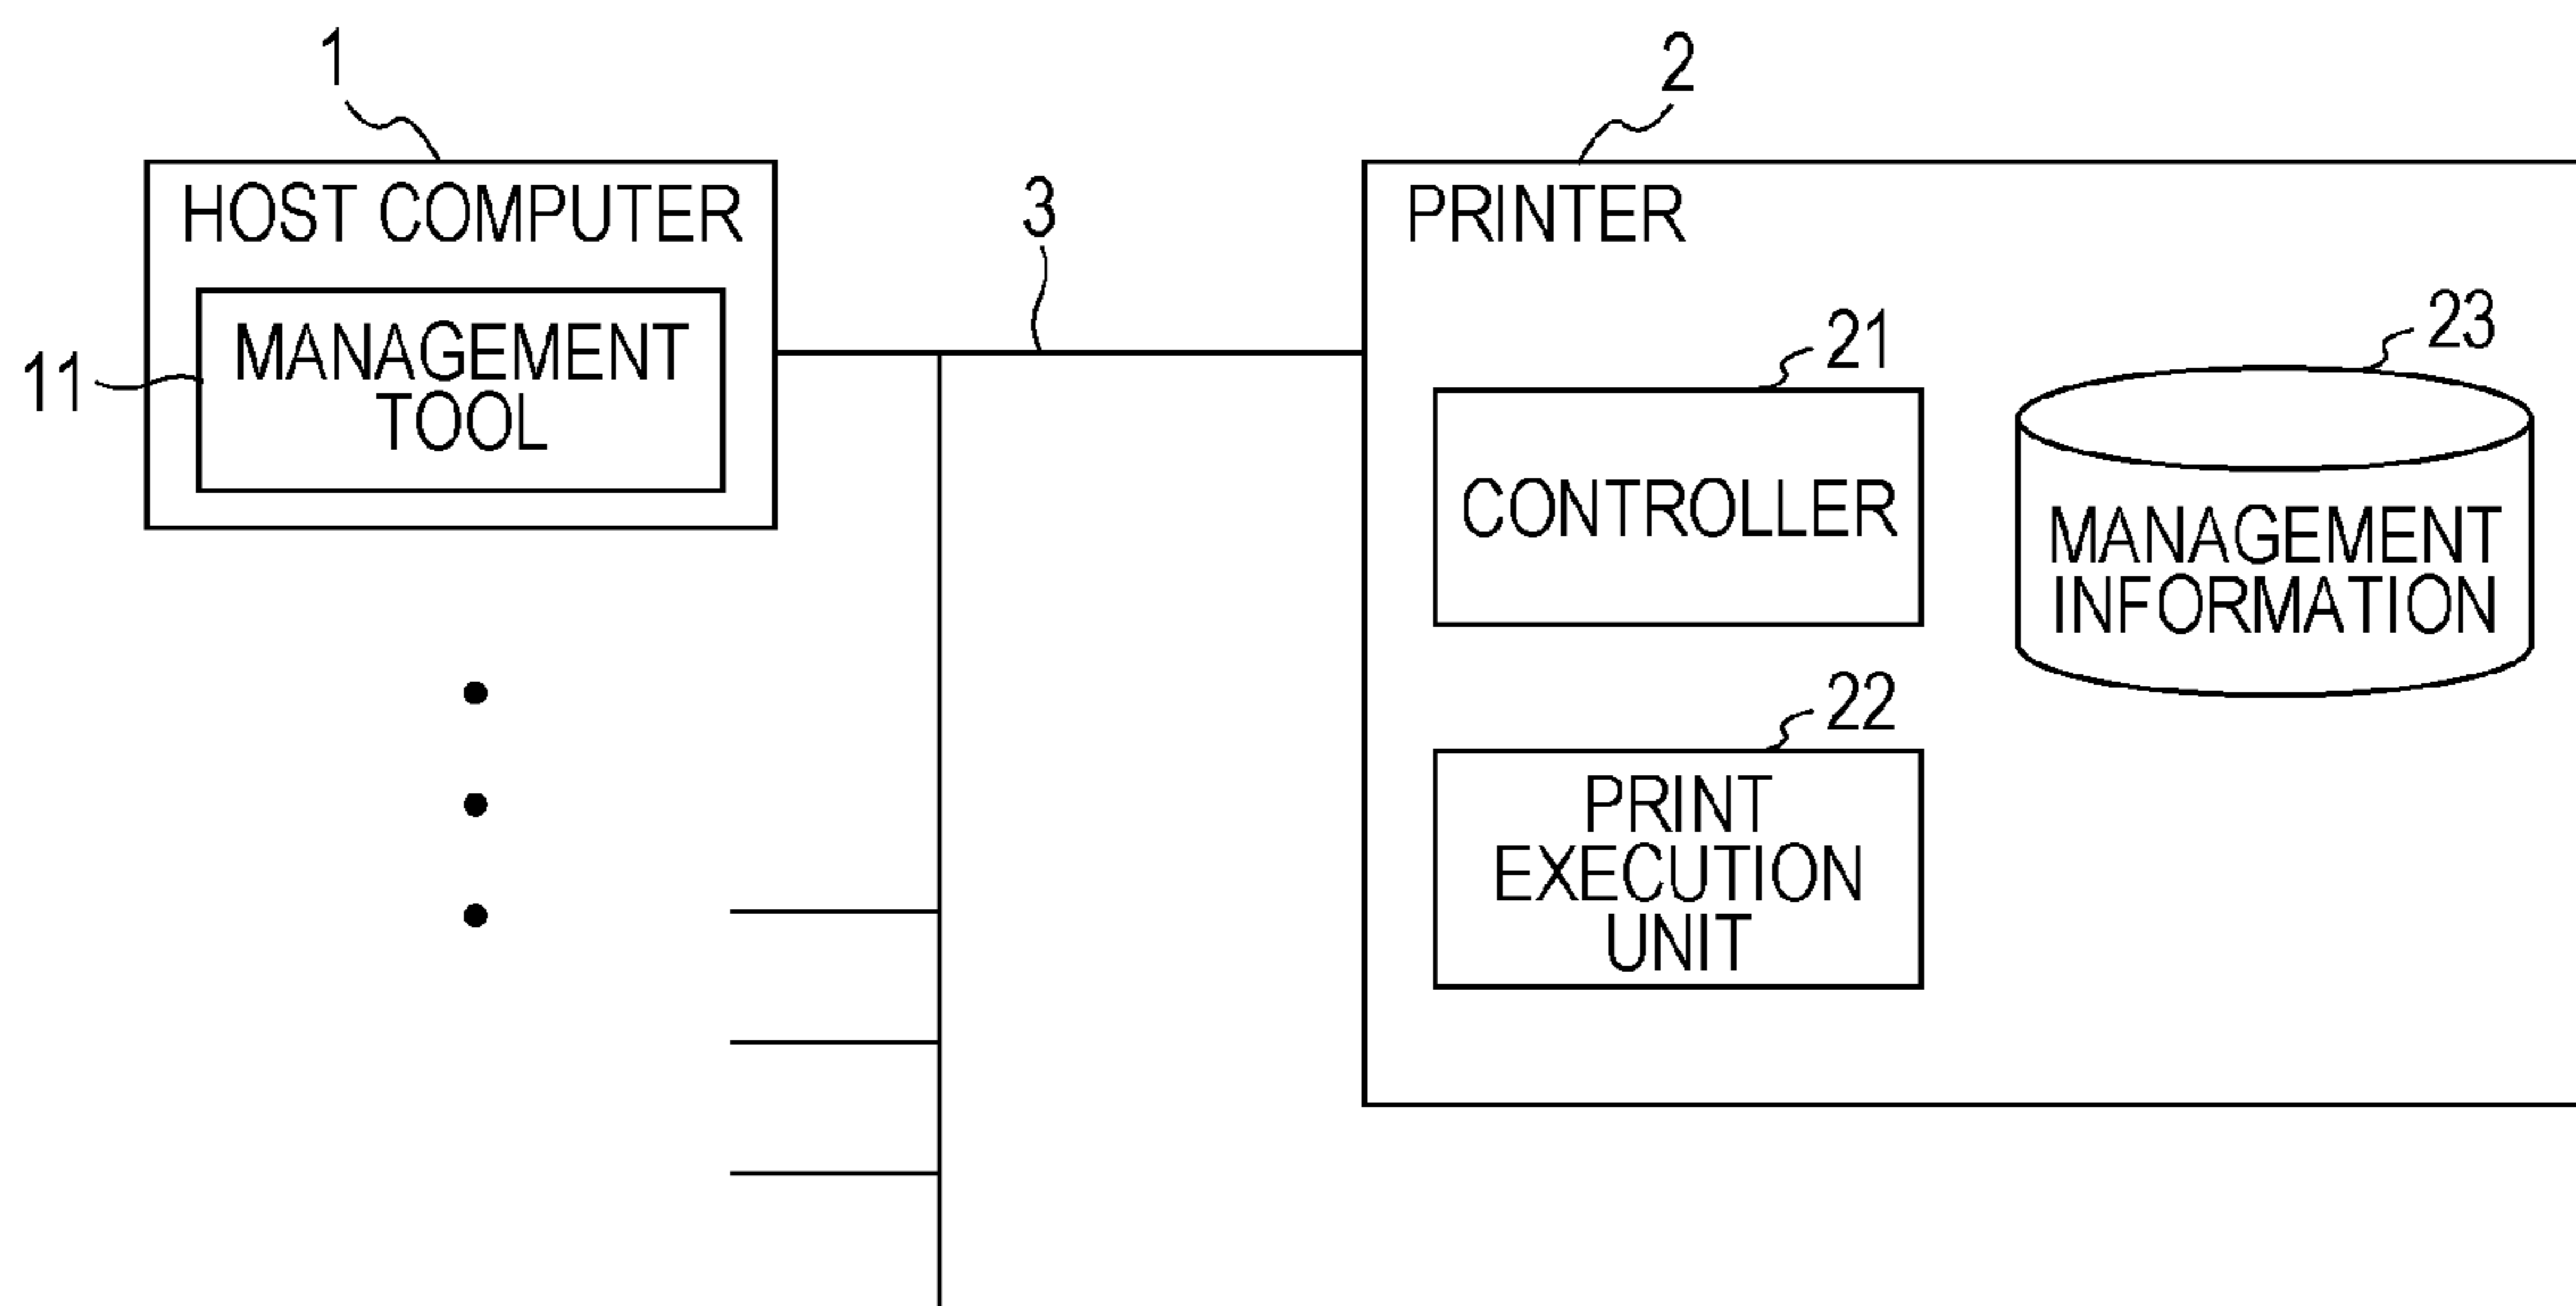 1
2
HOST COMPUTER
3
PRINTER
11
MANAGEMENT
TOOL
21
23
CONTROLLER
MANAGEMENT
INFORMATION
22
PRINT
EXECUTION
UNIT